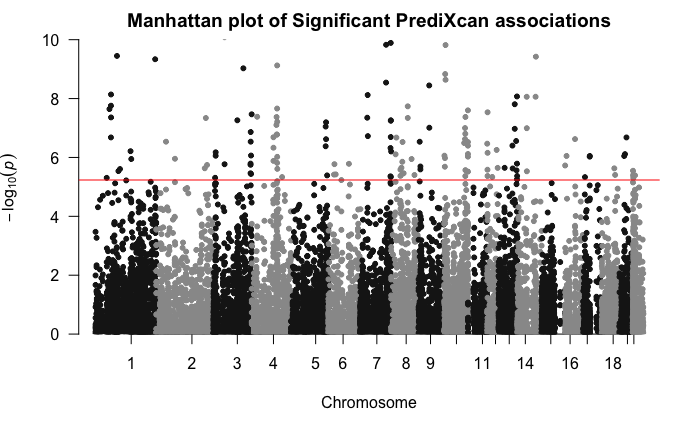 Manhattan plot of Significant PrediXcan associations
10
8
6
4
2
0
−log10(p)
1 2 3 4 5 6 7 8 9 11 14 16 18
Chromosome